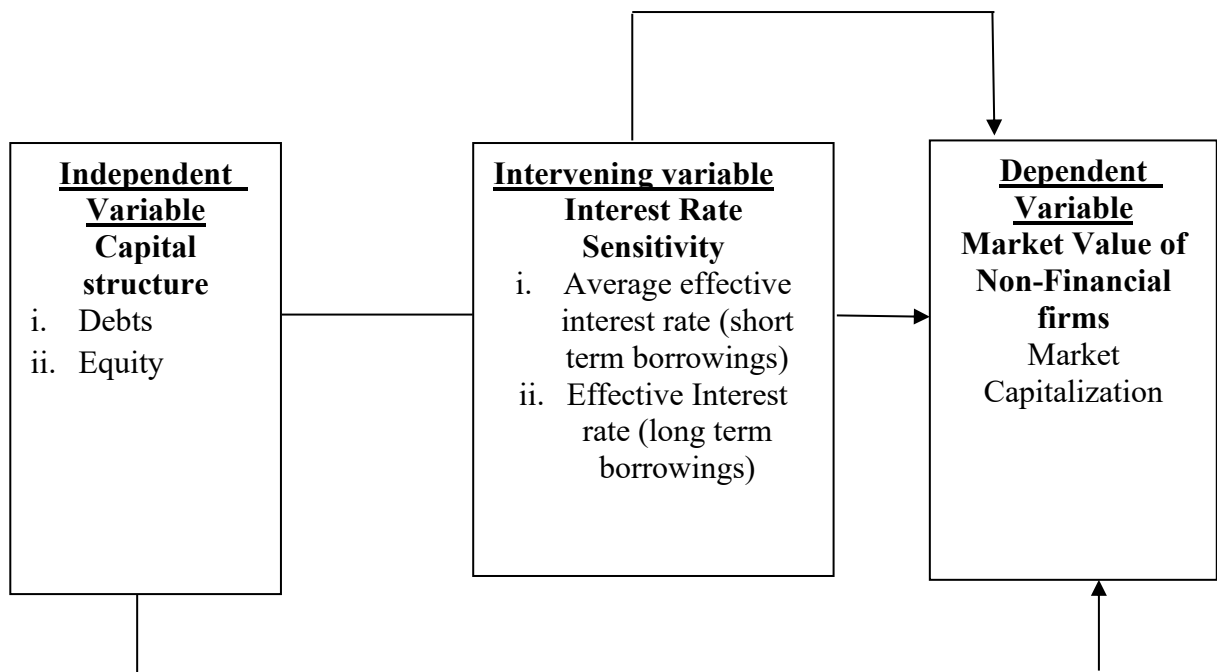 Independent
Variable
Capital
structure
i. Debts
ii. Equity
Intervening variable
Interest Rate
Sensitivity
i. Average effective
interest rate (short
term borrowings)
ii. Effective Interest
rate (long term
borrowings)
Dependent
Variable
Market Value of
Non-Financial
firms
Market
Capitalization